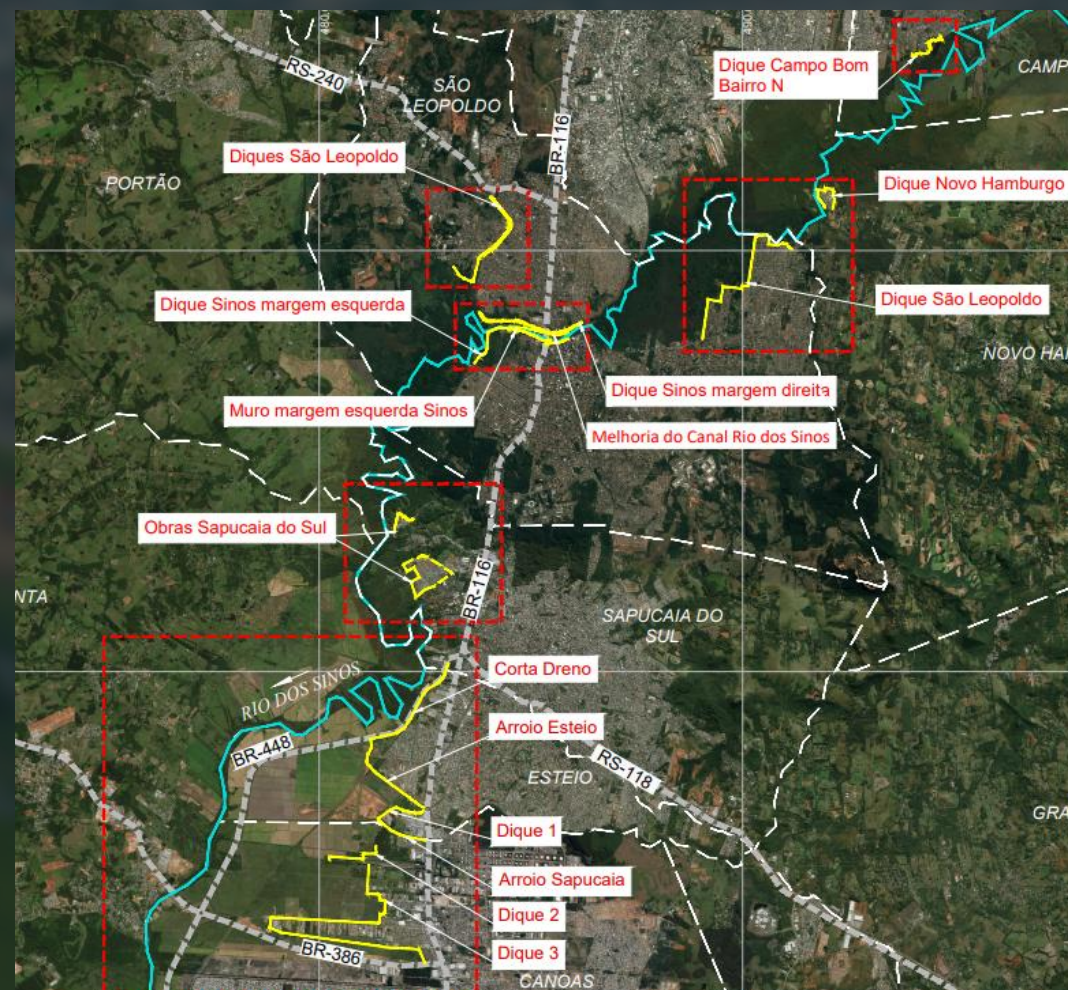 480.
490.
RS-240
SÃO
LEOPOLDO
BR-116
Dique Campo Bom
Bairro N
CAMP
Diques São Leopoldo
PORTÃO
Dique Novo Hamburgo
Dique Sinos margem esquerda
Dique São Leopoldo
NOVO HA
Dique Sinos margem direita
Muro margem esquerda Sinos
Melhoria do Canal Rio dos Sinos
Obras Sapucaia do Sul
BR-116
NTA
SAPUCAIA DO
SUL
Corta Dreno
RIO DOS SINOS
Arroio Esteio
BR-448
RS-118
ESTEIO
GRA
Dique 1
Arroio Sapucaia
Dique 2
Dique 3
BR-386
CANOAS